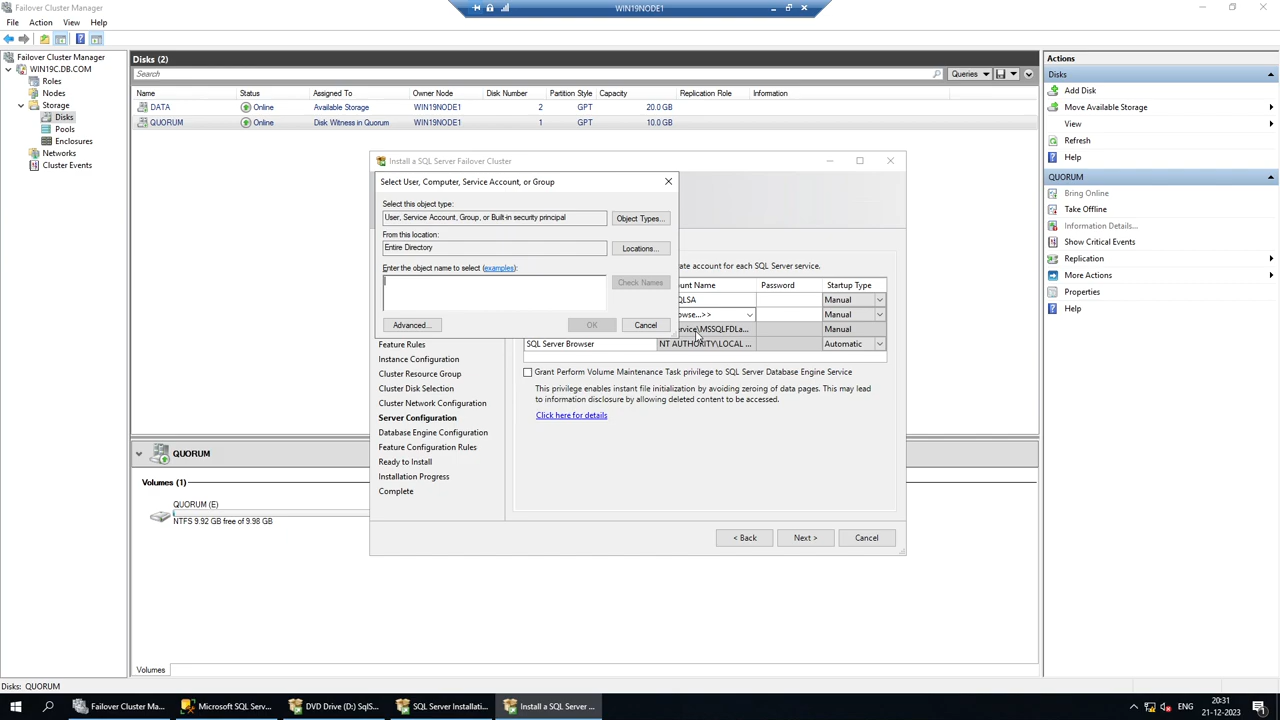 Failover Cluster Manager
WIN19NODE1
File Action View Help
Failover Cluster Manager
WIN19C.DB.COM
Roles
Nodes
Storage
Disks
Pools
Enclosures
Networks
Cluster Events
Disks (2)
Search
Queries
Name Status Assigned To Owner Node Disk Number Partition Style Capacity Replication Role Information
DATA Online Available Storage WIN19NODE1 2 GPT 20.0 GB
QUORUM Online Disk Witness in Quorum WIN19NODE1 1 GPT 10.0 GB
Install a SQL Server Failover Cluster
Select User, Computer, Service Account, or Group
Select this object type:
User, Service Account, Group, or Built-in security principal
Object Types...
From this location:
Entire Directory
Locations...
Enter the object name to select (examples):
Check Names
Advanced...
OK
Cancel
ate account for each SQL Server service.
ount Name Password Startup Type
QLSA Manual
owse...>> Manual
ervice\MSSQLFDLa... Manual
SQL Server Browser NT AUTHORITY\LOCAL ... Automatic
Grant Perform Volume Maintenance Task privilege to SQL Server Database Engine Service
This privilege enables instant file initialization by avoiding zeroing of data pages. This may lead
to information disclosure by allowing deleted content to be accessed.
Click here for details
Feature Rules
Instance Configuration
Cluster Resource Group
Cluster Disk Selection
Cluster Network Configuration
Server Configuration
Database Engine Configuration
Feature Configuration Rules
Ready to Install
Installation Progress
Complete
< Back
Next >
Cancel
QUORUM
Volumes (1)
QUORUM (E)
NTFS 9.92 GB free of 9.98 GB
Volumes
Actions
Disks
Add Disk
Move Available Storage
View
Refresh
Help
QUORUM
Bring Online
Take Offline
Information Details...
Show Critical Events
Replication
More Actions
Properties
Help
Disks: QUORUM
Failover Cluster Ma...
Microsoft SQL Serv...
DVD Drive (D:) SqlS...
SQL Server Installati...
Install a SQL Server ...
20:31
21-12-2023